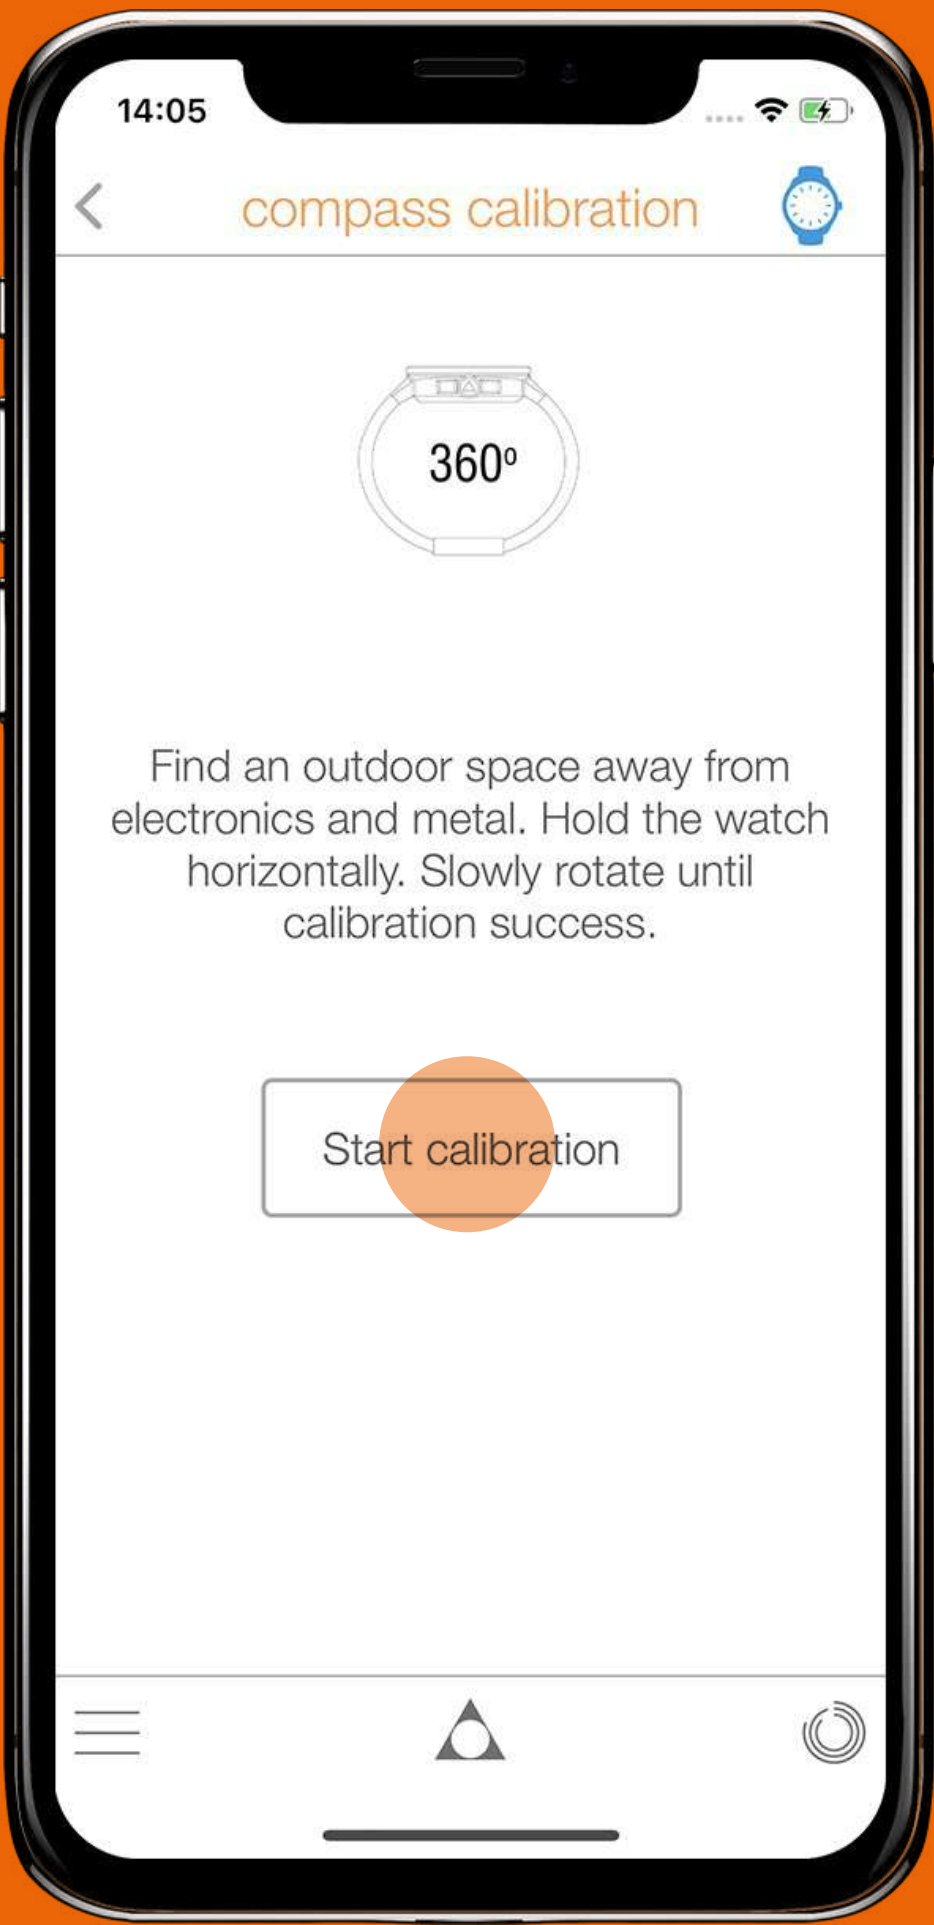 14:05
compass calibration
360º
Find an outdoor space away from
electronics and metal. Hold the watch
horizontally. Slowly rotate until
calibration success.
Start calibration